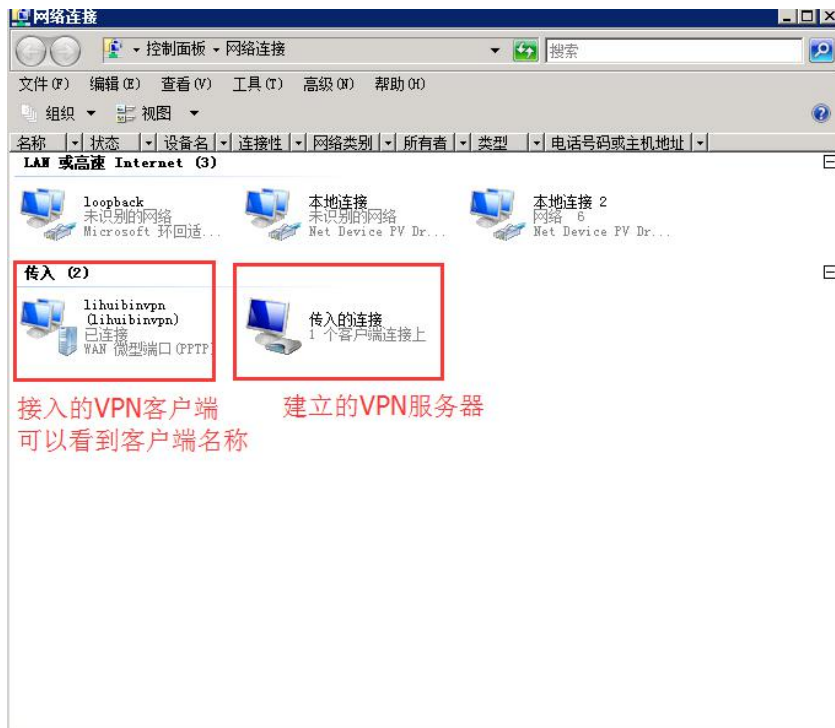 网络连接
控制面板 网络连接
搜索
文件(F) 编辑(E) 查看(V) 工具(T) 高级(N) 帮助(H)
组织 视图
名称 状态 设备名 连接性 网络类别 所有者 类型 电话号码或主机地址
LAN 或高速 Internet (3)
loopback
未识别的网络
Microsoft 环回适...
本地连接
未识别的网络
Net Device PV Dr...
本地连接 2
网络 6
Net Device PV Dr...
传入 (2)
lihuibinvpn
(lihuibinvpn)
已连接
WAN 微型端口(PPTP)
传入的连接
1 个客户端连接上
接入的VPN客户端
可以看到客户端名称
建立的VPN服务器